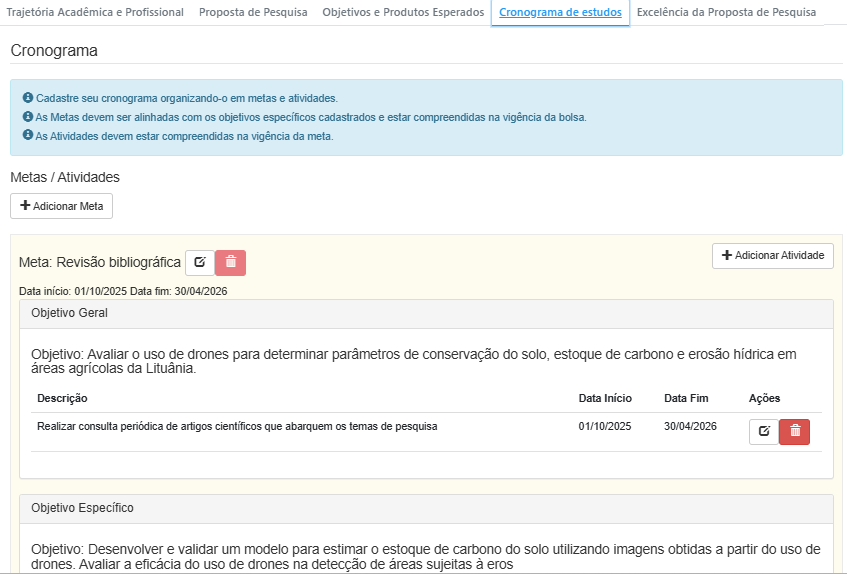 Trajetória Acadêmica e Profissional Proposta de Pesquisa Objetivos e Produtos Esperados Cronograma de estudos Excelência da Proposta de Pesquisa
Cronograma
Cadastre seu cronograma organizando-o em metas e atividades.
As Metas devem ser alinhadas com os objetivos específicos cadastrados e estar compreendidas na vigência da bolsa.
As Atividades devem estar compreendidas na vigência da meta.
Metas / Atividades
+ Adicionar Meta
Meta: Revisão bibliográfica
+ Adicionar Atividade
Data início: 01/10/2025 Data fim: 30/04/2026
Objetivo Geral
Objetivo: Avaliar o uso de drones para determinar parâmetros de conservação do solo, estoque de carbono e erosão hídrica em
áreas agrícolas da Lituânia.
Descrição Data Início Data Fim Ações
Realizar consulta periódica de artigos científicos que abarquem os temas de pesquisa 01/10/2025 30/04/2026
Objetivo Específico
Objetivo: Desenvolver e validar um modelo para estimar o estoque de carbono do solo utilizando imagens obtidas a partir do uso de
drones. Avaliar a eficácia do uso de drones na detecção de áreas sujeitas à eros